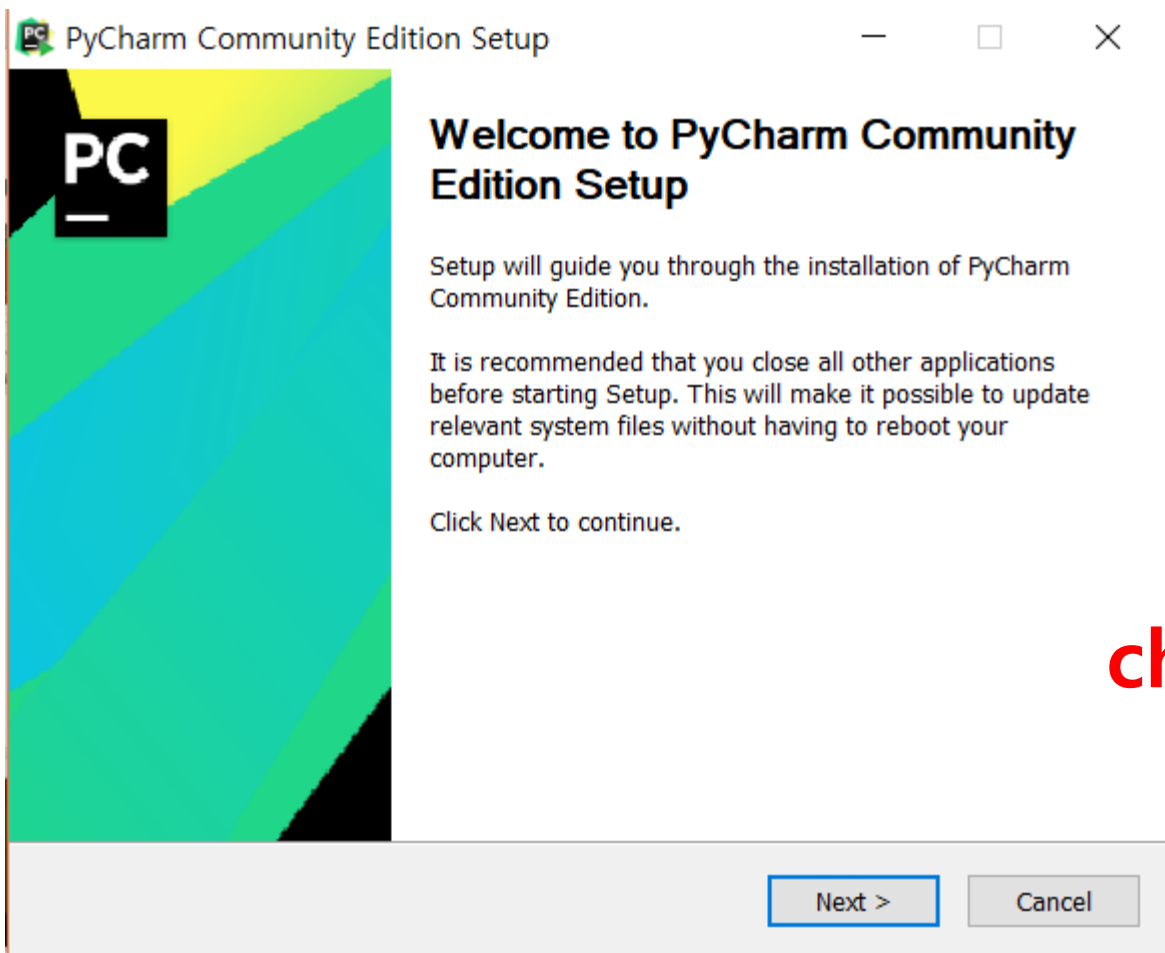 PyCharm Community Edition Setup
PC
Welcome to PyCharm Community
Edition Setup
Setup will guide you through the installation of PyCharm
Community Edition.
It is recommended that you close all other applications
before starting Setup. This will make it possible to update
relevant system files without having to reboot your
computer.
Click Next to continue.
ch
Next >
Cancel